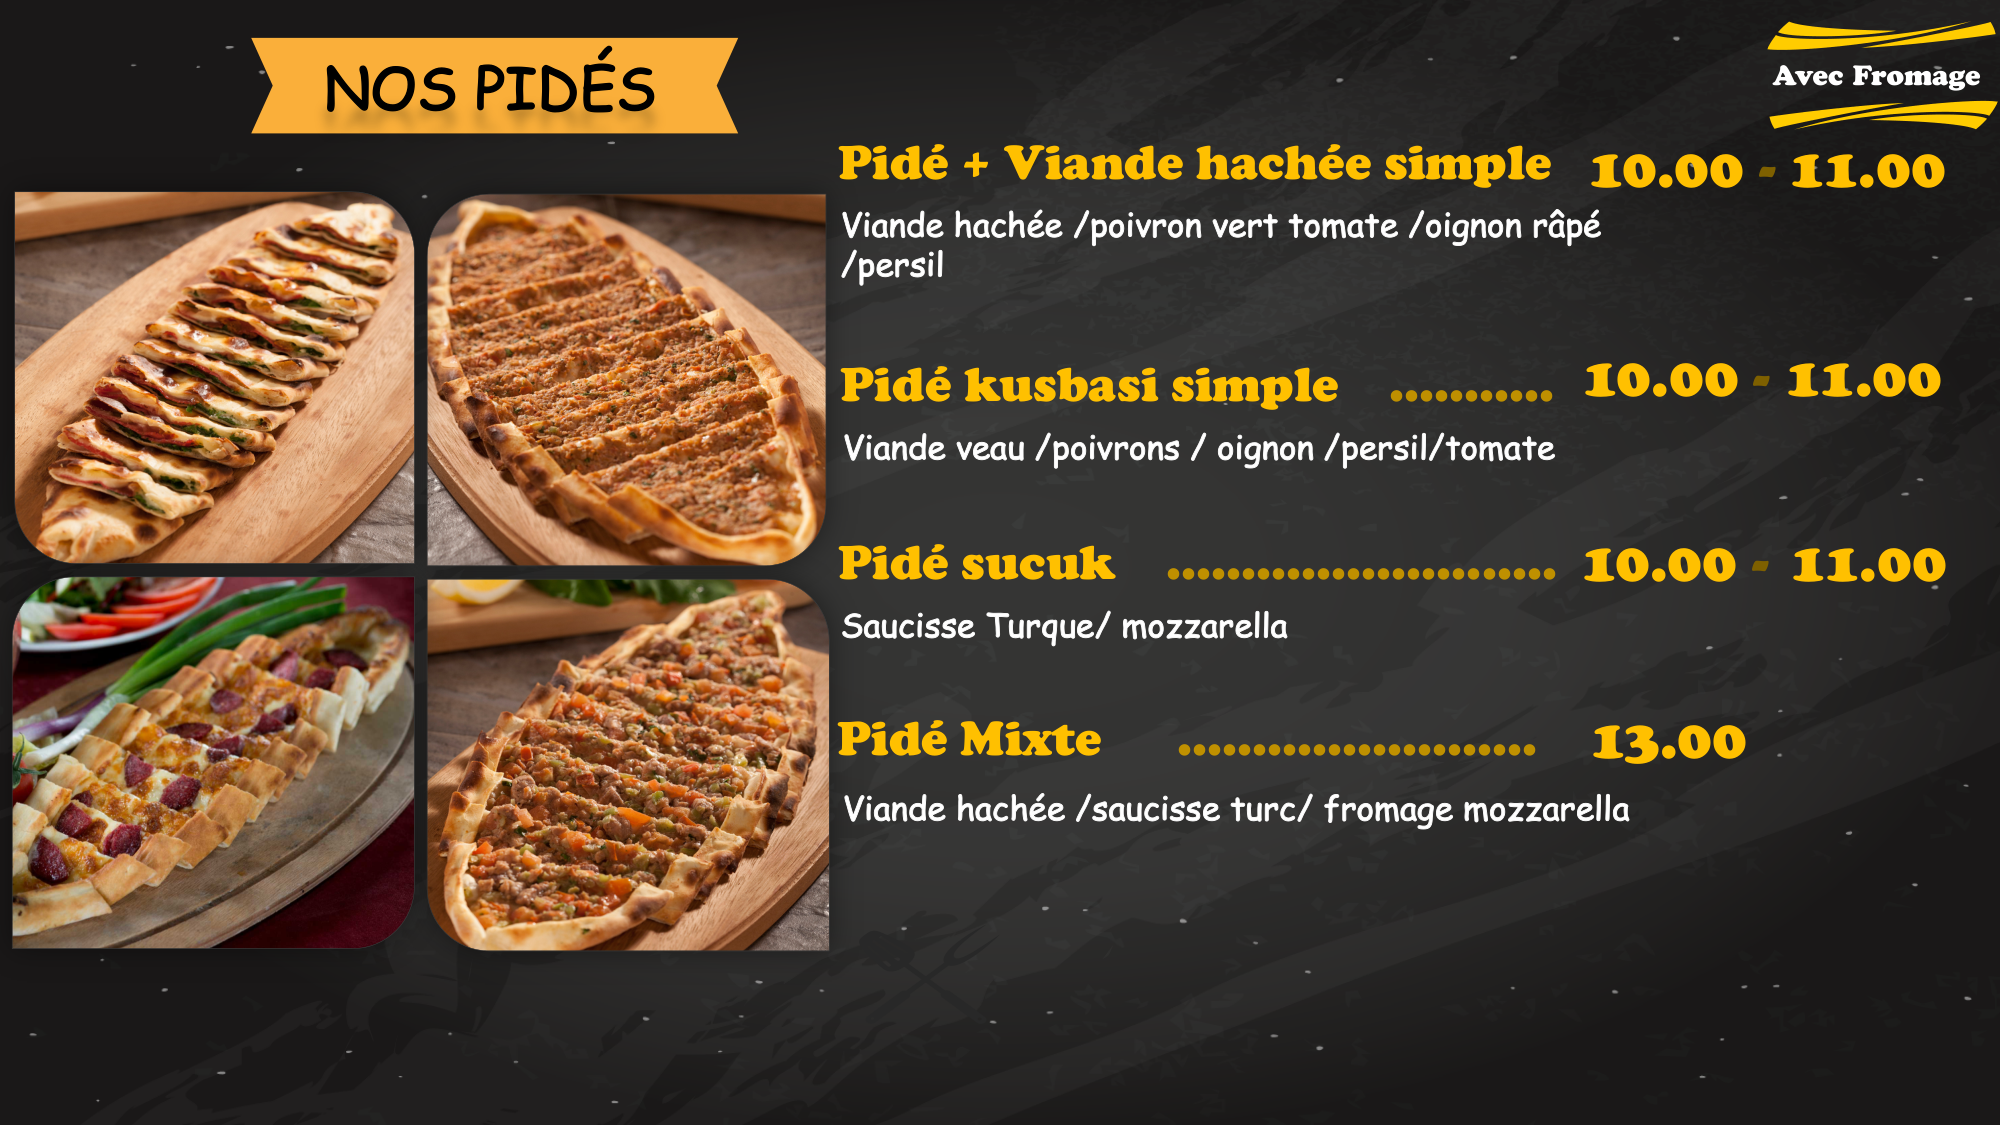 NOS PIDÉS
Avec Fromage
Pidé + Viande hachée simple 10.00 - 11.00
Viande hachée /poivron vert tomate /oignon râpé
/persil
Pidé kusbasi simple ........... 10.00 - 11.00
Viande veau /poivrons / oignon /persil/tomate
Pidé sucuk .......................... 10.00 - 11.00
Saucisse Turque/ mozzarella
Pidé Mixte ........................ 13.00
Viande hachée /saucisse turc/ fromage mozzarella